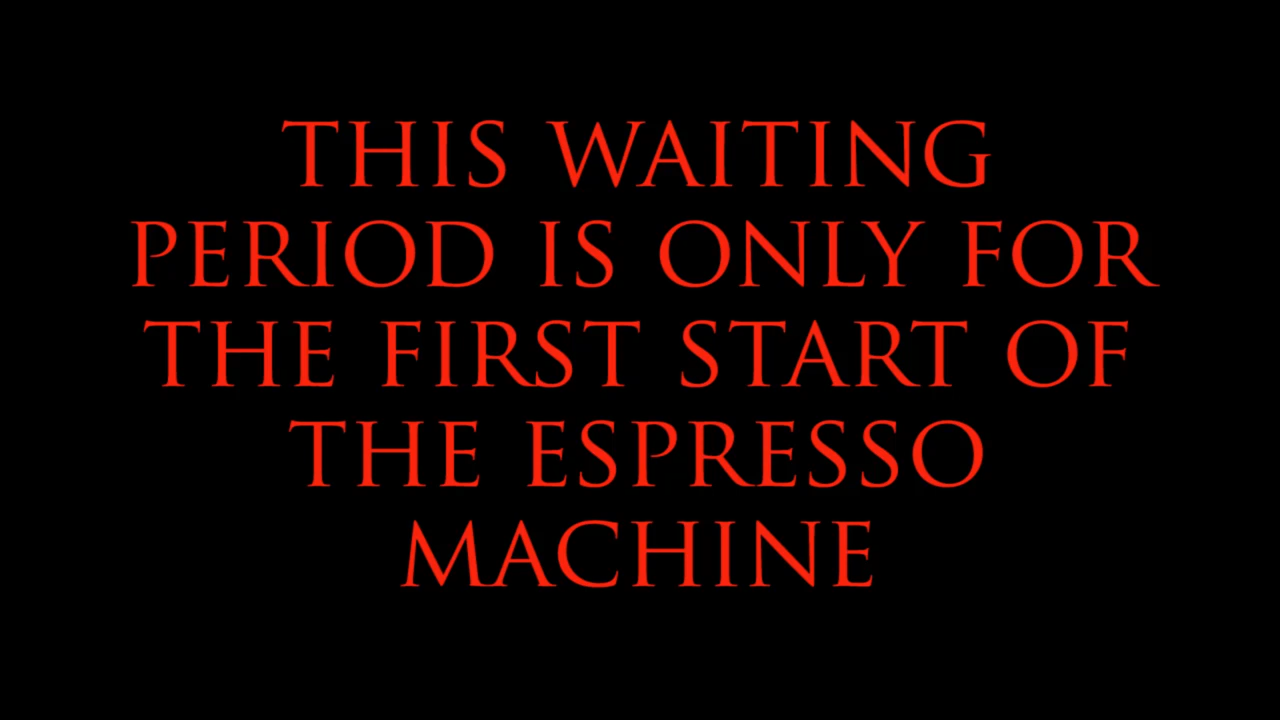 THIS WAITING
PERIOD IS ONLY FOR
THE FIRST START OF
THE ESPRESSO
MACHINE